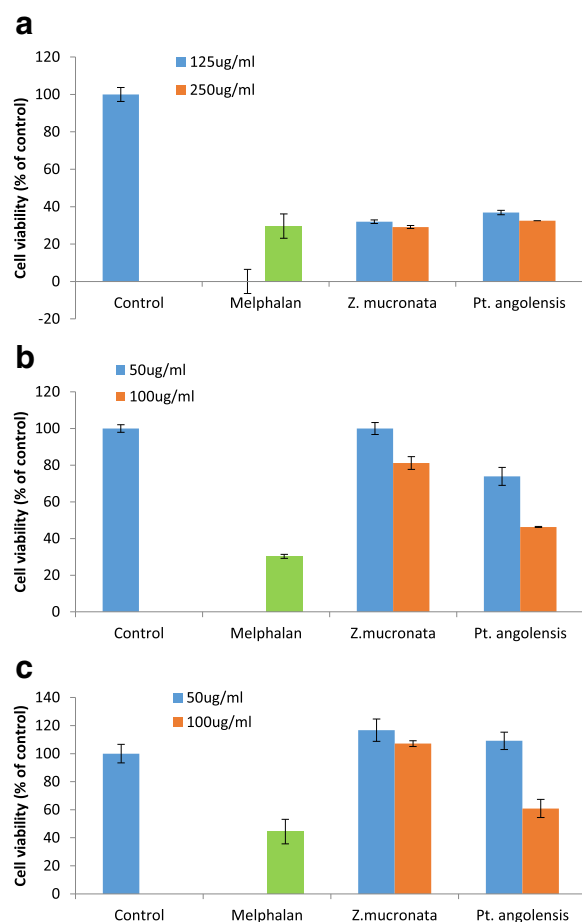 a
125ug/ml
250ug/ml
Cell viability (% of control)
120
100
80
60
40
20
0
-20
Control Melphalan Z. mucronata Pt. angolensis
b
50ug/ml
100ug/ml
Cell viability (% of control)
120
100
80
60
40
20
0
Control Melphalan Z.mucronata Pt. angolensis
c
50ug/ml
100ug/ml
Cell viability (% of control)
140
120
100
80
60
40
20
0
Control Melphalan Z.mucronata Pt. angolensis